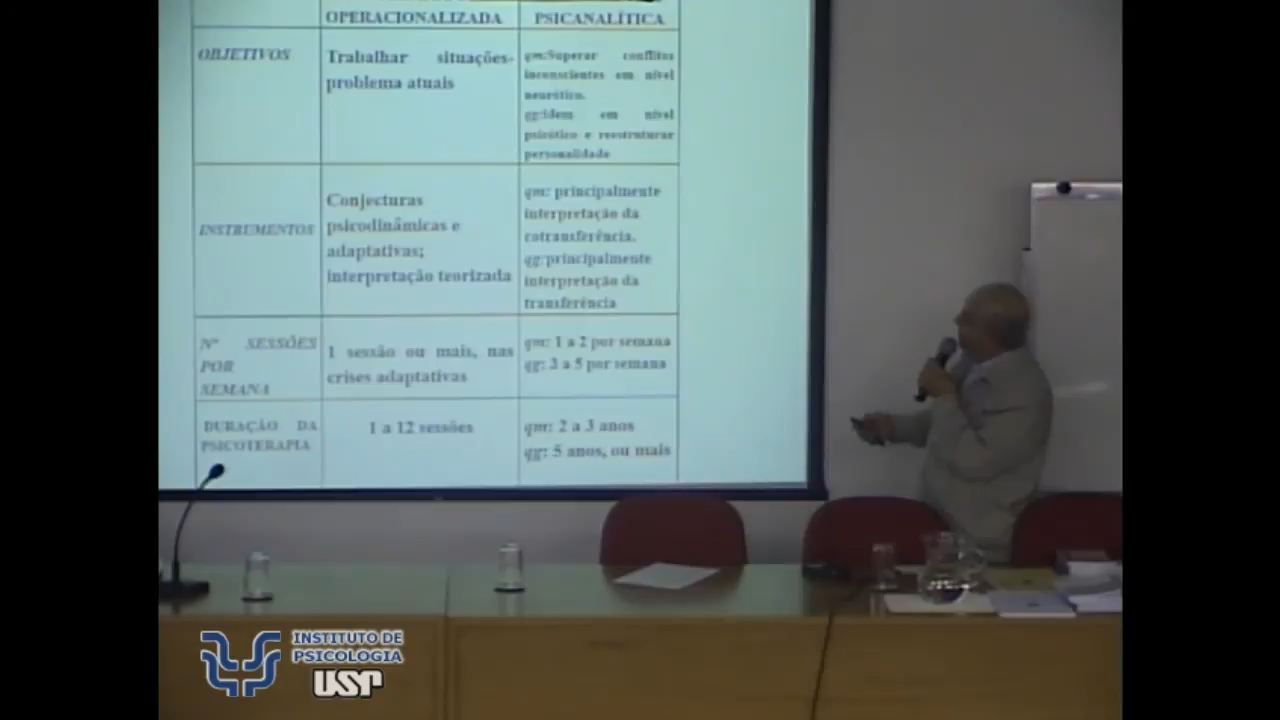 OPERACIONALIZADA
PSICANALÍTICA
OBJETIVOS
Trabalhar situações-
problema atuais
qm:Superar conflitos
inconscientes em nível
neurótico.
qg:Idem em nível
psicótico e reestruturar
personalidade
INSTRUMENTOS
Conjecturas
psicodinâmicas e
adaptativas;
interpretação teorizada
qm: principalmente
interpretação da
cotransferência.
qg:principalmente
interpretação da
transferência
Nº SESSÕES
POR
SEMANA
1 sessão ou mais, nas
crises adaptativas
qm: 1 a 2 por semana
qg: 3 a 5 por semana
DURAÇÃO DA
PSICOTERAPIA
1 a 12 sessões
qm: 2 a 3 anos
qg: 5 anos, ou mais
INSTITUTO DE
PSICOLOGIA
USP